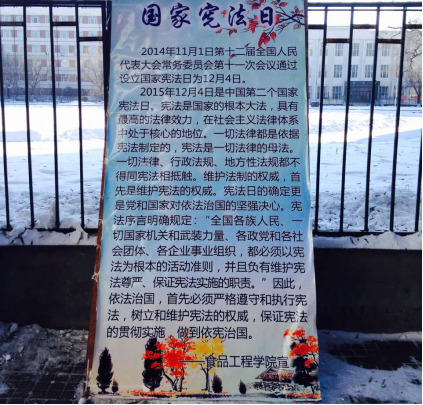 国家宪法日
2014年11月1日第十二届全国人民
代表大会常务委员会第十一次会议通过
设立国家宪法日为12月4日。
2015年12月4日是中国第二个国家
宪法日，宪法是国家的根本大法，具有
最高的法律效力，在社会主义法律体系
中处于核心的地位。一切法律都是依据
宪法制定的，宪法是一切法律的母法。
一切法律、行政法规、地方性法规都不
得同宪法相抵触。维护法制的权威，首
先是维护宪法的权威。宪法日的确定更
是党和国家对依法治国的坚强决心。宪
法序言明确规定：“全国各族人民、一
切国家机关和武装力量、各政党和各社
会团体、各企业事业组织，都必须以宪
法为根本的活动准则，并且负有维护宪
法尊严、保证宪法实施的职责。”因此，
依法治国，首先必须严格遵守和执行宪
法，树立和维护宪法的权威，保证宪法
的贯彻实施，做到依宪治国。
——食品工程学院宣